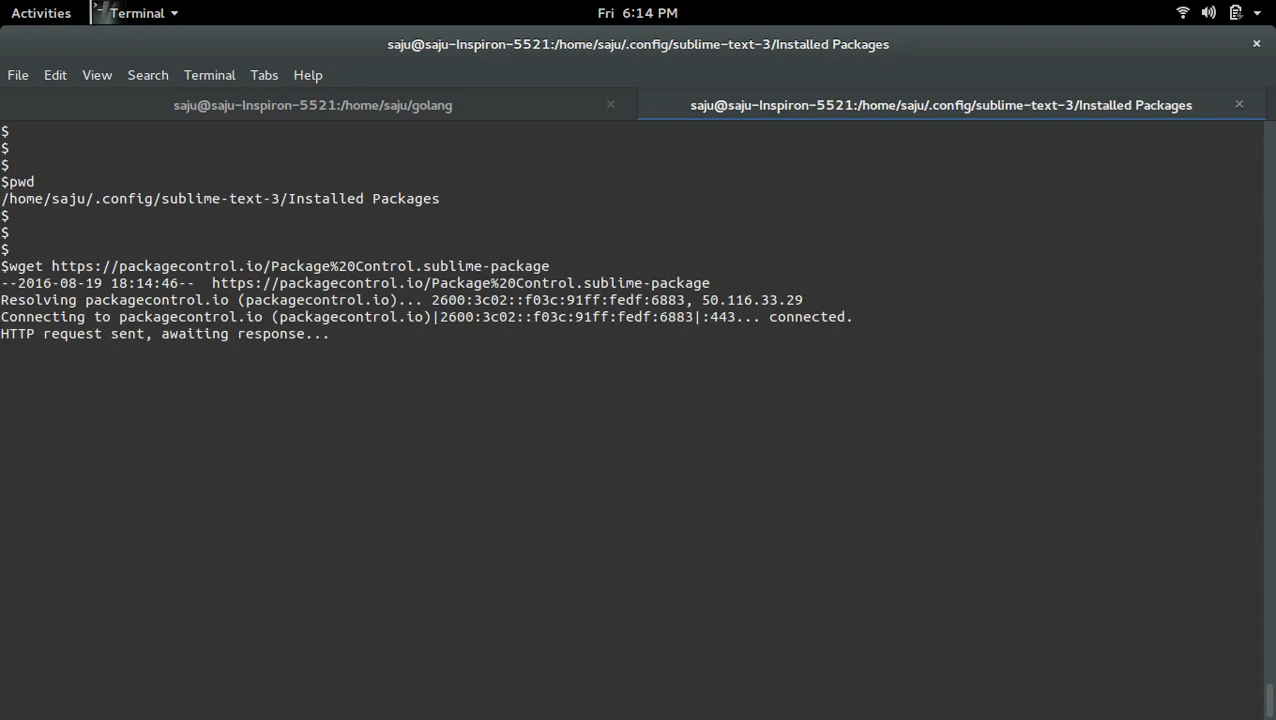 Activities Terminal Fri 6:14 PM
saju@saju-Inspiron-5521:/home/saju/.config/sublime-text-3/Installed Packages ×
File Edit View Search Terminal Tabs Help
saju@saju-Inspiron-5521:/home/saju/golang × saju@saju-Inspiron-5521:/home/saju/.config/sublime-text-3/Installed Packages ×
$
$
$
$pwd
/home/saju/.config/sublime-text-3/Installed Packages
$
$
$
$wget https://packagecontrol.io/Package%20Control.sublime-package
--2016-08-19 18:14:46--  https://packagecontrol.io/Package%20Control.sublime-package
Resolving packagecontrol.io (packagecontrol.io)... 2600:3c02::f03c:91ff:fedf:6883, 50.116.33.29
Connecting to packagecontrol.io (packagecontrol.io)|2600:3c02::f03c:91ff:fedf:6883|:443... connected.
HTTP request sent, awaiting response...